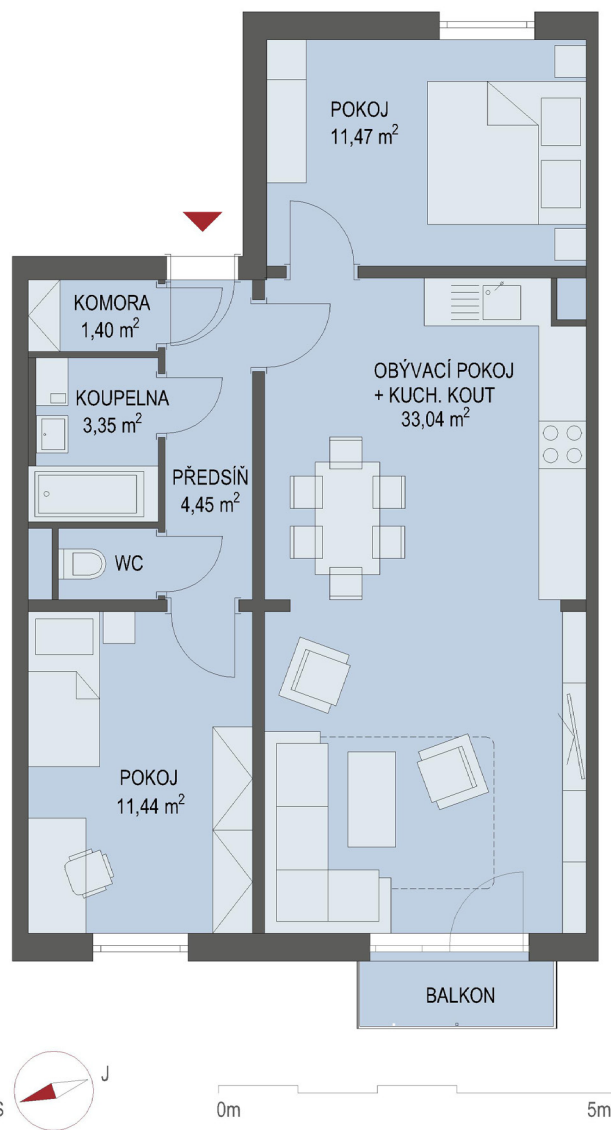 POKOJ
11,47 m²
KOMORA
1,40 m²
OBÝVACÍ POKOJ
+ KUCH. KOUT
33,04 m²
KOUPELNA
3,35 m²
PŘEDSÍŇ
4,45 m²
WC
POKOJ
11,44 m²
BALKON
J
S
0m
5m